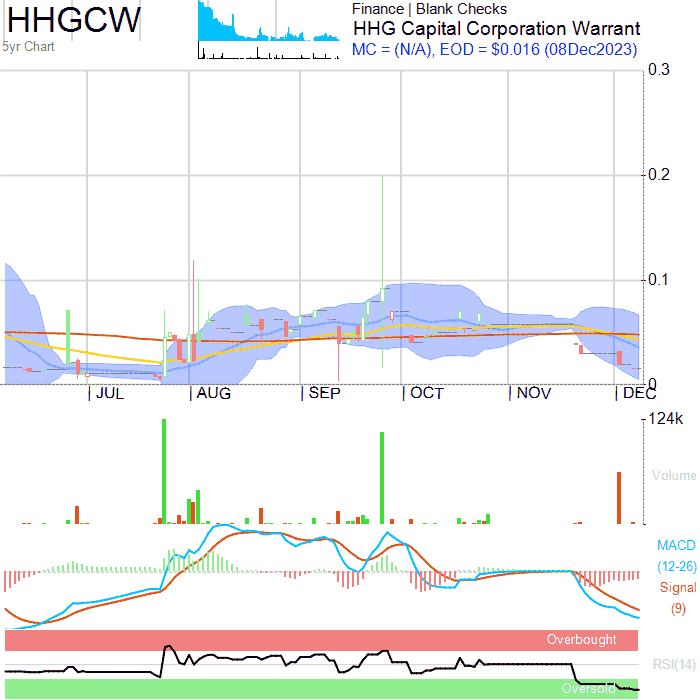 HHGCW
5yr Chart
Finance | Blank Checks
HHG Capital Corporation Warrant
MC = (N/A), EOD = $0.016 (08Dec2023)
0.3
0.2
0.1
0
JUL AUG SEP OCT NOV DEC
124k
Volume
MACD
(12-26)
Signal
(9)
Overbought
RSI(14)
Oversold